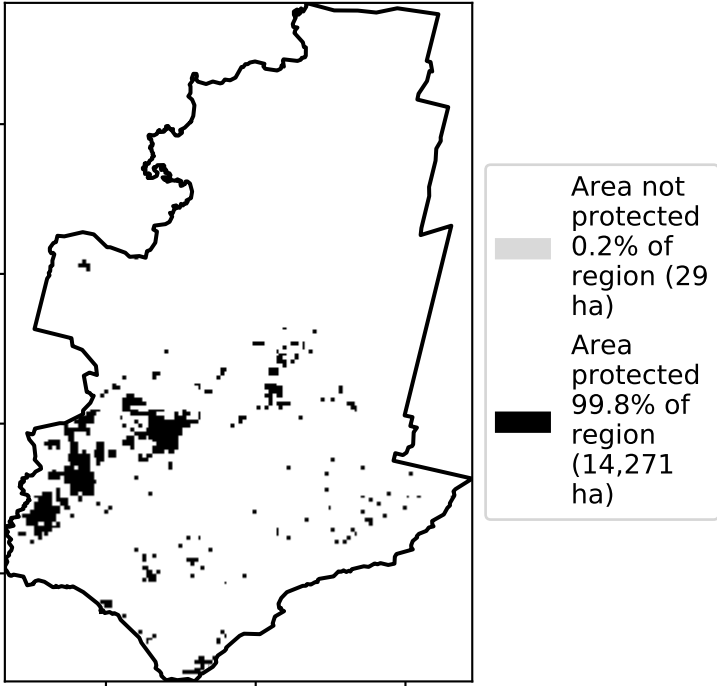 Area not
protected
0.2% of
region (29
ha)
Area
protected
99.8% of
region
(14,271
ha)